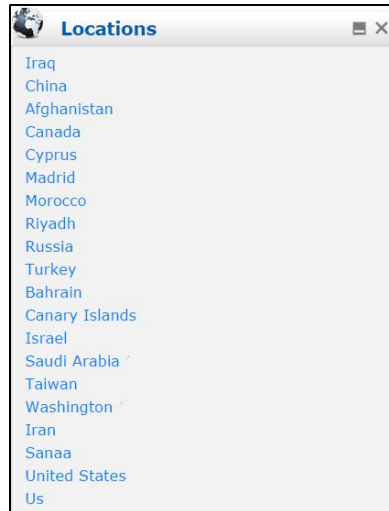 Locations
Iraq
China
Afghanistan
Canada
Cyprus
Madrid
Morocco
Riyadh
Russia
Turkey
Bahrain
Canary Islands
Israel
Saudi Arabia
Taiwan
Washington
Iran
Sanaa
United States
Us